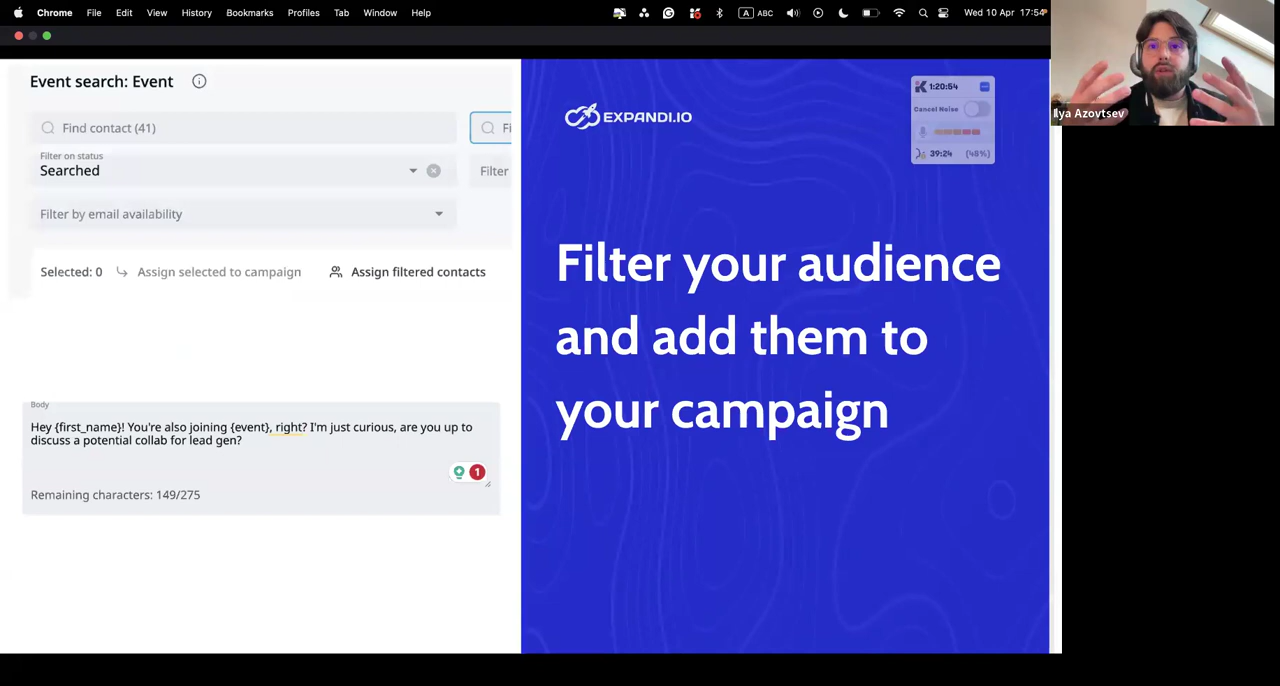 Chrome File Edit View History Bookmarks Profiles Tab Window Help
A ABC Wed 10 Apr 17:54
Event search: Event
Find contact (41)
Filter on status
Searched
Filter
Filter by email availability
Selected: 0 Assign selected to campaign Assign filtered contacts
Body
Hey {first_name}! You're also joining {event}, right? I'm just curious, are you up to
discuss a potential collab for lead gen?
1
Remaining characters: 149/275
EXPANDI.IO
1:20:54
Cancel Noise
39:24 (48%)
Filter your audience
and add them to
your campaign
Ilya Azovtsev